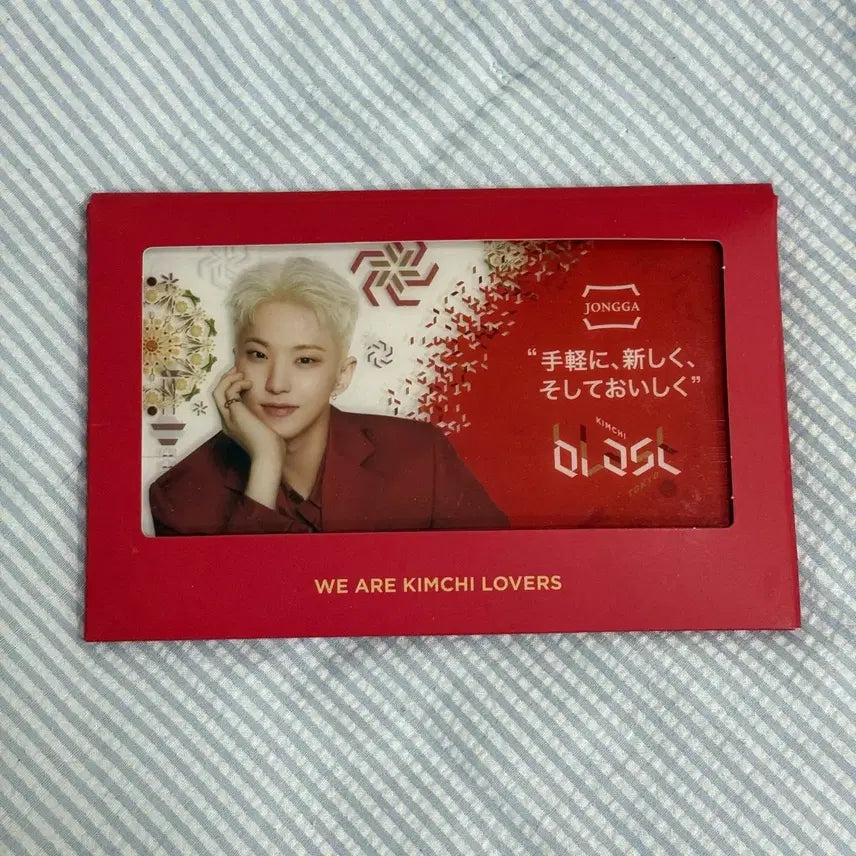 JONGGA
“手軽に、新しく、
そしておいしく”
KIMCHI
bLast
TOKYO
WE ARE KIMCHI LOVERS